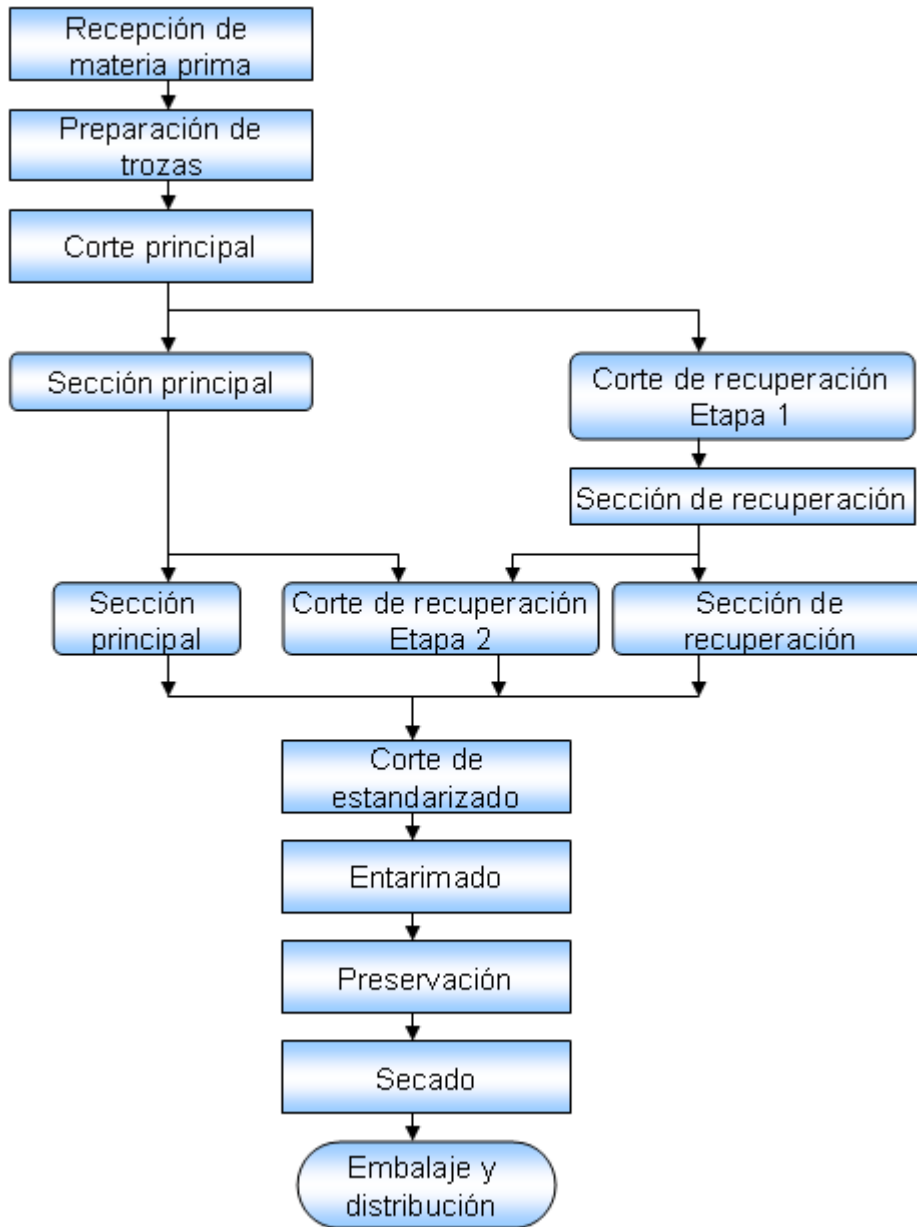 Recepción de
materia prima
Preparación de
trozas
Corte principal
Sección principal
Corte de recuperación
Etapa 1
Sección de recuperación
Sección
principal
Corte de recuperación
Etapa 2
Sección de
recuperación
Corte de
estandarizado
Entarimado
Preservación
Secado
Embalaje y
distribución